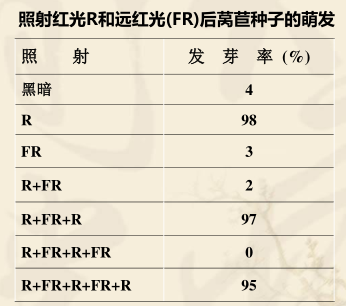 照射红光R和远红光(FR)后莴苣种子的萌发
照 射 发 芽 率 (%)
黑暗 4
R 98
FR 3
R+FR 2
R+FR+R 97
R+FR+R+FR 0
R+FR+R+FR+R 95